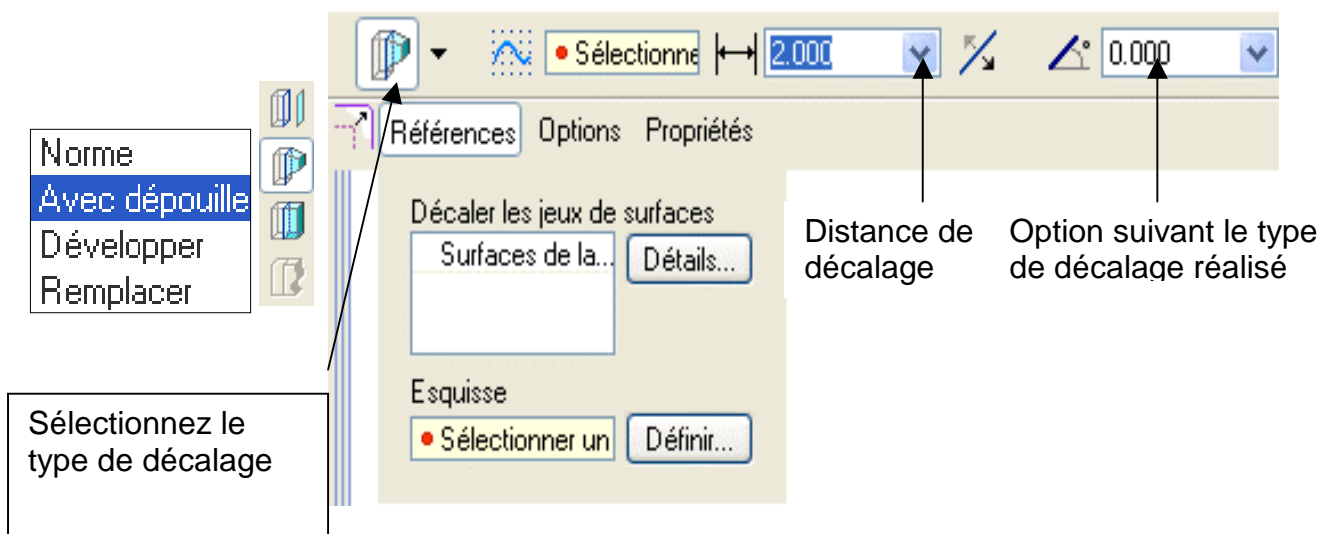 Sélectionne 2.000 0.000
Références Options Propriétés
Norme
Avec dépouille
Développer
Remplacer
Décaler les jeux de surfaces
Surfaces de la... Détails...
Distance de décalage
Option suivant le type de décalage réalisé
Esquisse
Sélectionner un Définir...
Sélectionnez le
type de décalage